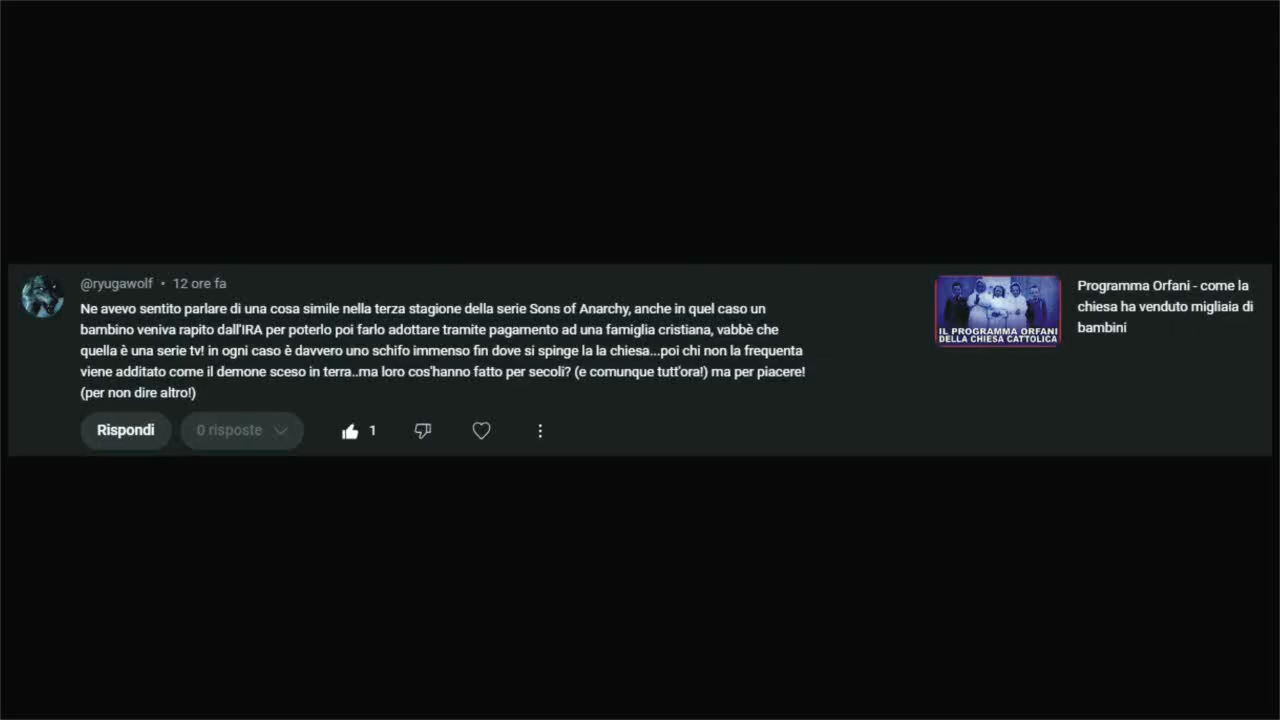 @ryugawolf • 12 ore fa
Ne avevo sentito parlare di una cosa simile nella terza stagione della serie Sons of Anarchy, anche in quel caso un
bambino veniva rapito dall'IRA per poterlo poi farlo adottare tramite pagamento ad una famiglia cristiana, vabbè che
quella è una serie tv! in ogni caso è davvero uno schifo immenso fin dove si spinge la la chiesa...poi chi non la frequenta
viene additato come il demone sceso in terra..ma loro cos'hanno fatto per secoli? (e comunque tutt'ora!) ma per piacere!
(per non dire altro!)
Rispondi
0 risposte
1
IL PROGRAMMA ORFANI
DELLA CHIESA CATTOLICA
Programma Orfani - come la
chiesa ha venduto migliaia di
bambini